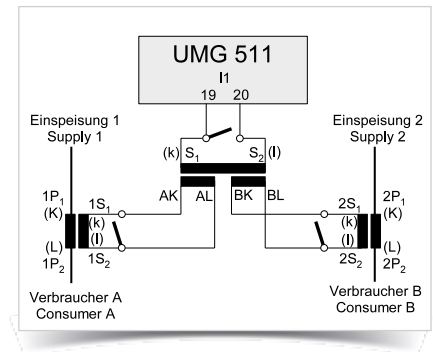 UMG 511
I1
19 20
Einspeisung 1
Supply 1
Einspeisung 2
Supply 2
(k) S₁ S₂ (l)
AK AL BK BL
1P₁ 1S₁ 2S₁ 2P₁
(K) (k) (k) (K)
(L) (l) (l) (L)
1P₂ 1S₂ 2S₂ 2P₂
Verbraucher A
Consumer A
Verbraucher B
Consumer B